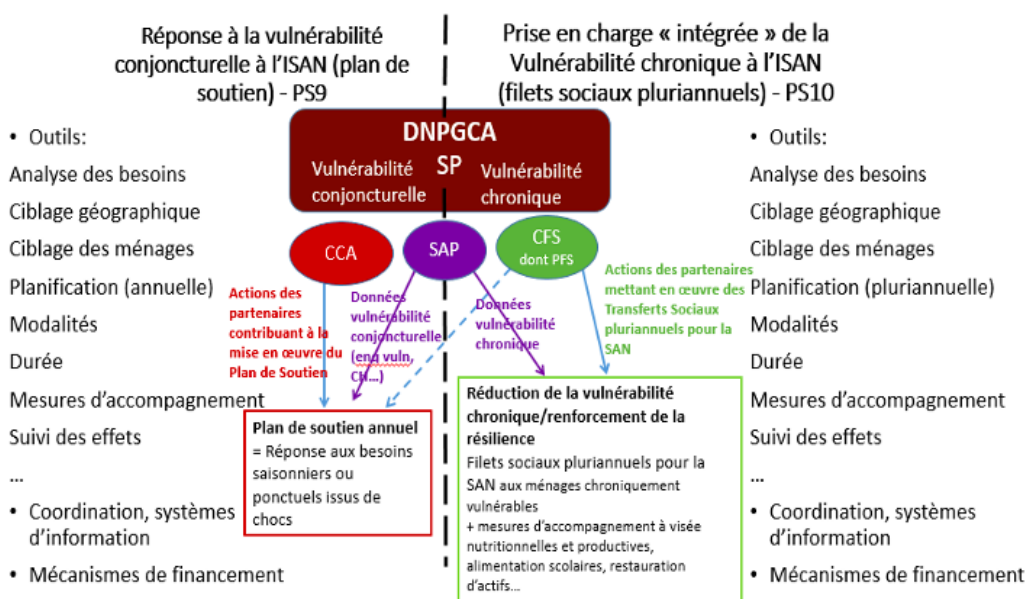 Réponse à la vulnérabilité
conjoncturelle à l'ISAN (plan de
soutien) - PS9
Prise en charge « intégrée » de la
Vulnérabilité chronique à l'ISAN
(filets sociaux pluriannuels) - PS10
DNPGCA
SP
Vulnérabilité
conjoncturelle
Vulnérabilité
chronique
• Outils:
Analyse des besoins
Ciblage géographique
Ciblage des ménages
Planification (annuelle)
Modalités
Durée
Mesures d'accompagnement
Suivi des effets
...
• Coordination, systèmes
d'information
• Mécanismes de financement
CCA
SAP
CFS
dont PFS
Actions des
partenaires
contribuant à la
mise en œuvre du
Plan de Soutien
Données
vulnérabilité
conjoncturelle
(enq vuln,
CH...)
Données
vulnérabilité
chronique
Actions des partenaires
mettant en œuvre des
Transferts Sociaux
pluriannuels pour la
SAN
Plan de soutien annuel
= Réponse aux besoins
saisonniers ou
ponctuels issus de
chocs
Réduction de la vulnérabilité
chronique/renforcement de la
résilience
Filets sociaux pluriannuels pour la
SAN aux ménages chroniquement
vulnérables
+ mesures d'accompagnement à visée
nutritionnelles et productives,
alimentation scolaires, restauration
d'actifs...
• Outils:
Analyse des besoins
Ciblage géographique
Ciblage des ménages
Planification (pluriannuelle)
Modalités
Durée
Mesures d'accompagnement
Suivi des effets
...
• Coordination, systèmes
d'information
• Mécanismes de financement